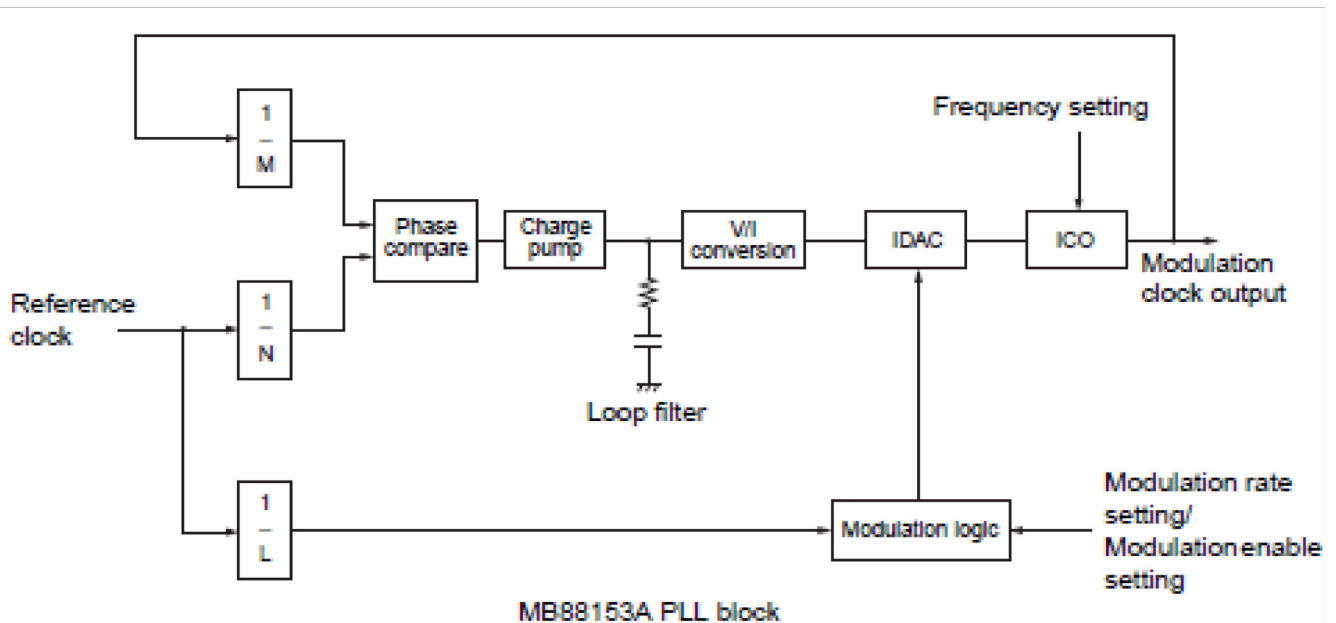 1
M
Frequency setting
Phase
compare
Charge
pump
V/I
conversion
IDAC
ICO
Modulation
clock output
Reference
clock
1
N
Loop filter
1
L
Modulation logic
Modulation rate
setting/
Modulation enable
setting
MB88153A PLL block